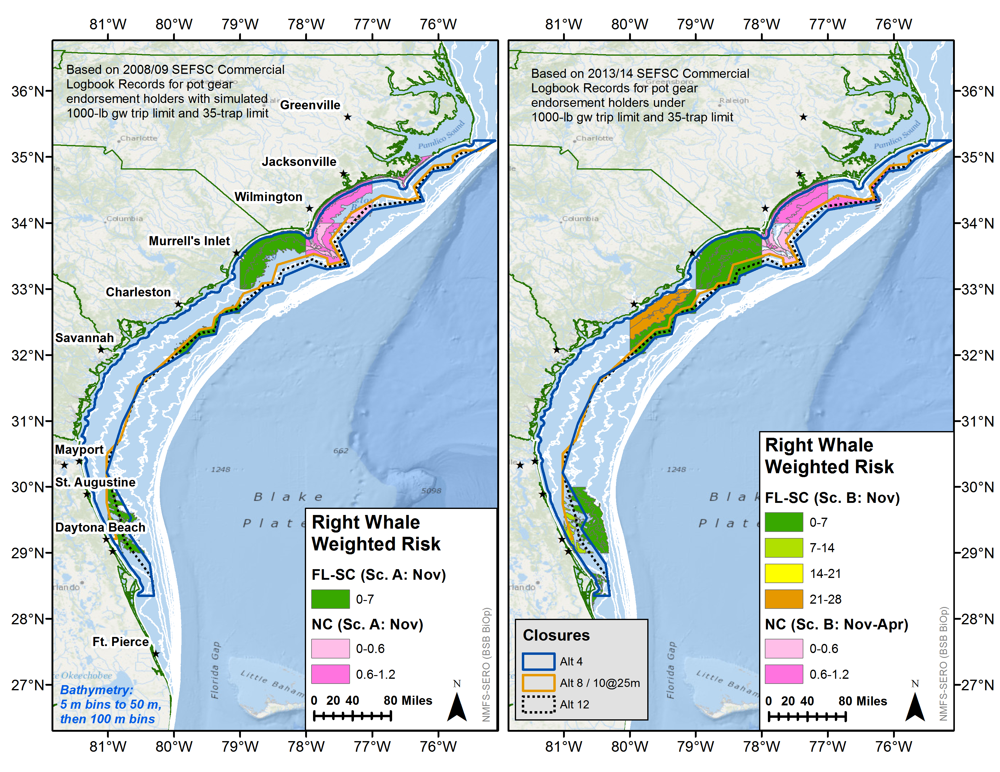 81°W 80°W 79°W 78°W 77°W 76°W
81°W 80°W 79°W 78°W 77°W 76°W
36°N
35°N
34°N
33°N
32°N
31°N
30°N
29°N
28°N
27°N
Based on 2008/09 SEFSC Commercial
Logbook Records for pot gear
endorsement holders with simulated
1000-lb gw trip limit and 35-trap limit
Greenville
Jacksonville
Wilmington
Murrell's Inlet
Charleston
Savannah
Mayport
St. Augustine
Daytona Beach
Ft. Pierce
Charlotte
Columbia
Pamlico Sound
662
1248
5098
Blake
Plate
Florida Gap
Little Baham
rlando
e Okeechobee
Bathymetry:
5 m bins to 50 m,
then 100 m bins
Right Whale
Weighted Risk
FL-SC (Sc. A: Nov)
0-7
NC (Sc. A: Nov)
0-0.6
0.6-1.2
0 20 40 80 Miles
N
NMFS-SERO (BSB BiOp)
Based on 2013/14 SEFSC Commercial
Logbook Records for pot gear
endorsement holders under
1000-lb gw trip limit and 35-trap limit
Greensboro
Raleigh
Charlotte
Columbia
Pamlico Sound
1248
Blak
Plate
Florida Gap
Little Baham
rlando
Closures
Alt 4
Alt 8 / 10@25m
Alt 12
Right Whale
Weighted Risk
FL-SC (Sc. B: Nov)
0-7
7-14
14-21
21-28
NC (Sc. B: Nov-Apr)
0-0.6
0.6-1.2
0 20 40 80 Miles
N
NMFS-SERO (BSB BiOp)
36°N
35°N
34°N
33°N
32°N
31°N
30°N
29°N
28°N
27°N
81°W 80°W 79°W 78°W 77°W 76°W
81°W 80°W 79°W 78°W 77°W 76°W